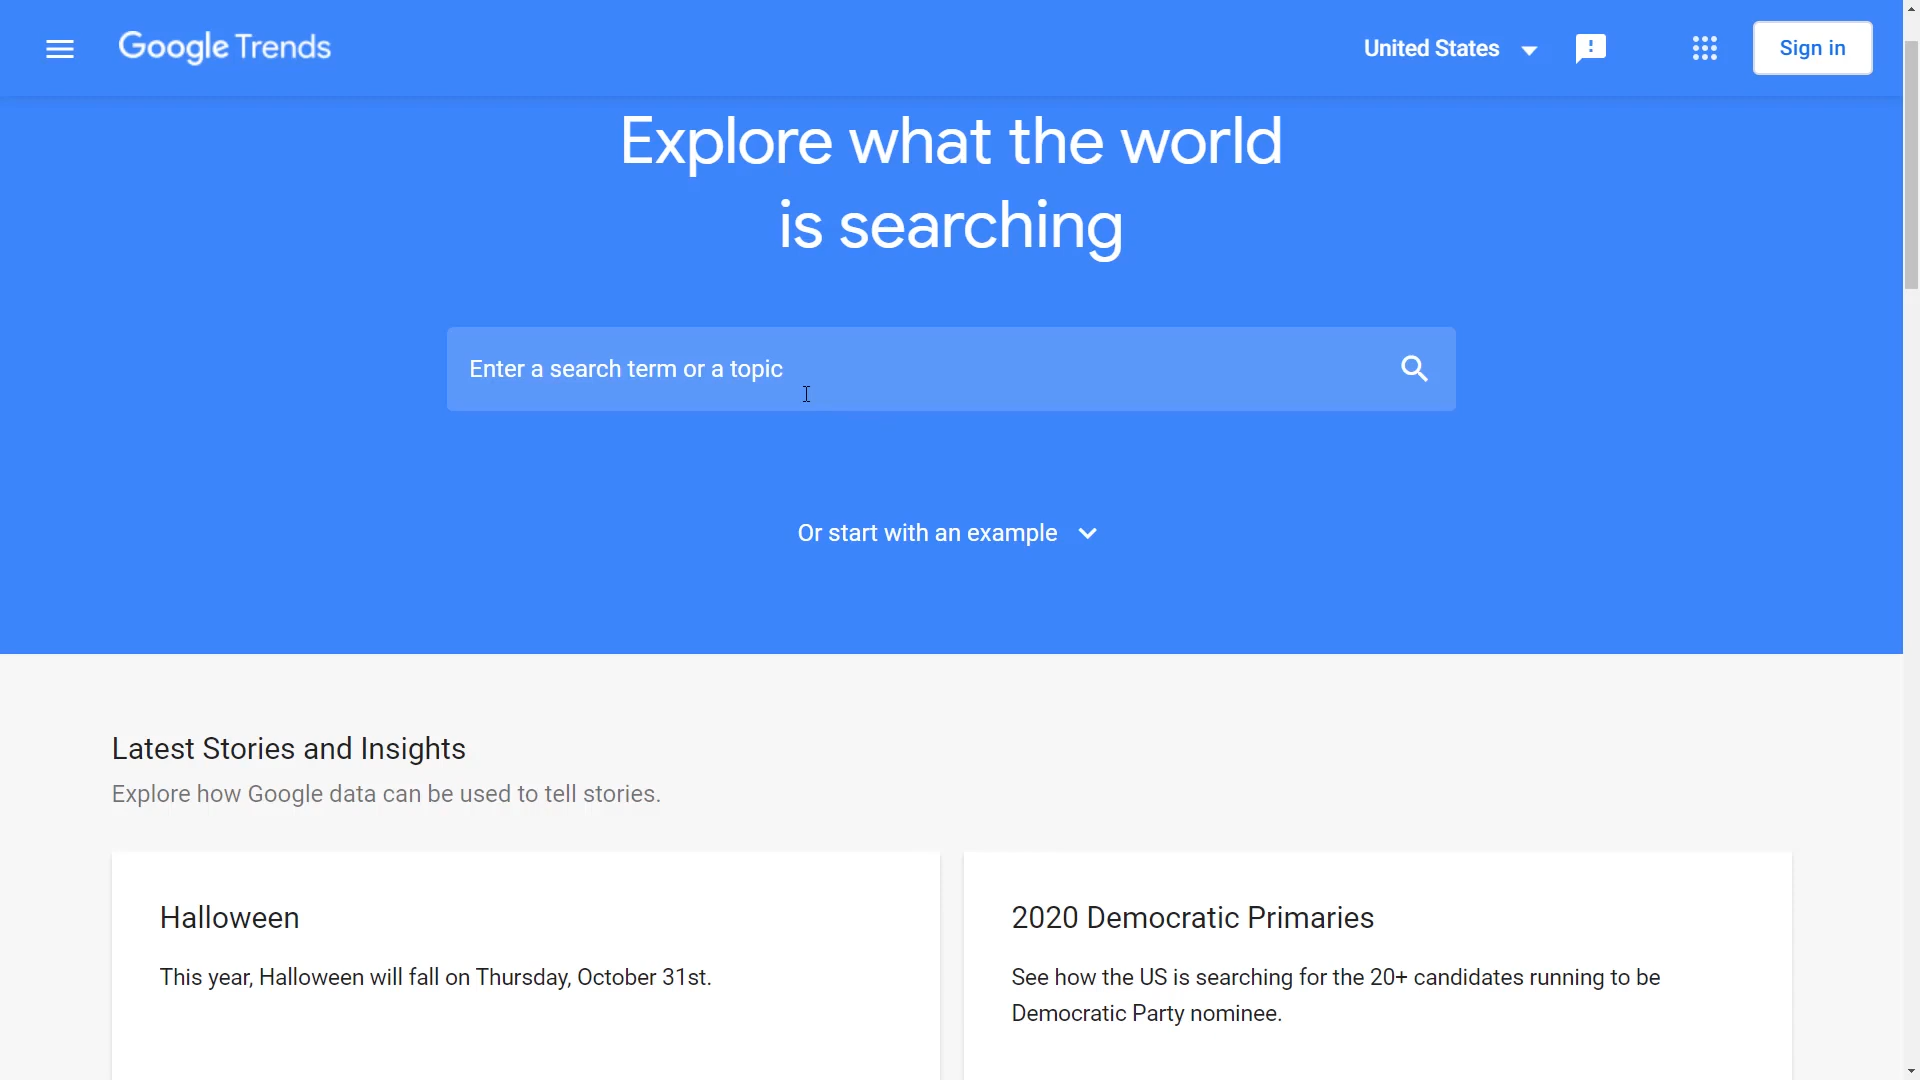 Google Trends
United States
Sign in
Explore what the world
is searching
Enter a search term or a topic
Or start with an example
Latest Stories and Insights
Explore how Google data can be used to tell stories.
Halloween
This year, Halloween will fall on Thursday, October 31st.
2020 Democratic Primaries
See how the US is searching for the 20+ candidates running to be
Democratic Party nominee.